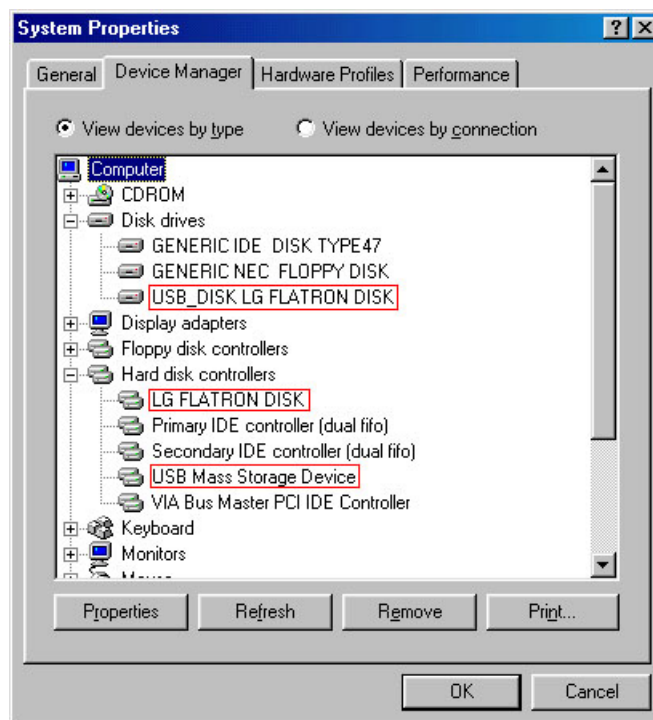 System Properties
General Device Manager Hardware Profiles Performance
View devices by type View devices by connection
Computer
CDROM
Disk drives
GENERIC IDE DISK TYPE47
GENERIC NEC FLOPPY DISK
USB_DISK LG FLATRON DISK
Display adapters
Floppy disk controllers
Hard disk controllers
LG FLATRON DISK
Primary IDE controller (dual fifo)
Secondary IDE controller (dual fifo)
USB Mass Storage Device
VIA Bus Master PCI IDE Controller
Keyboard
Monitors
Properties Refresh Remove Print...
OK Cancel